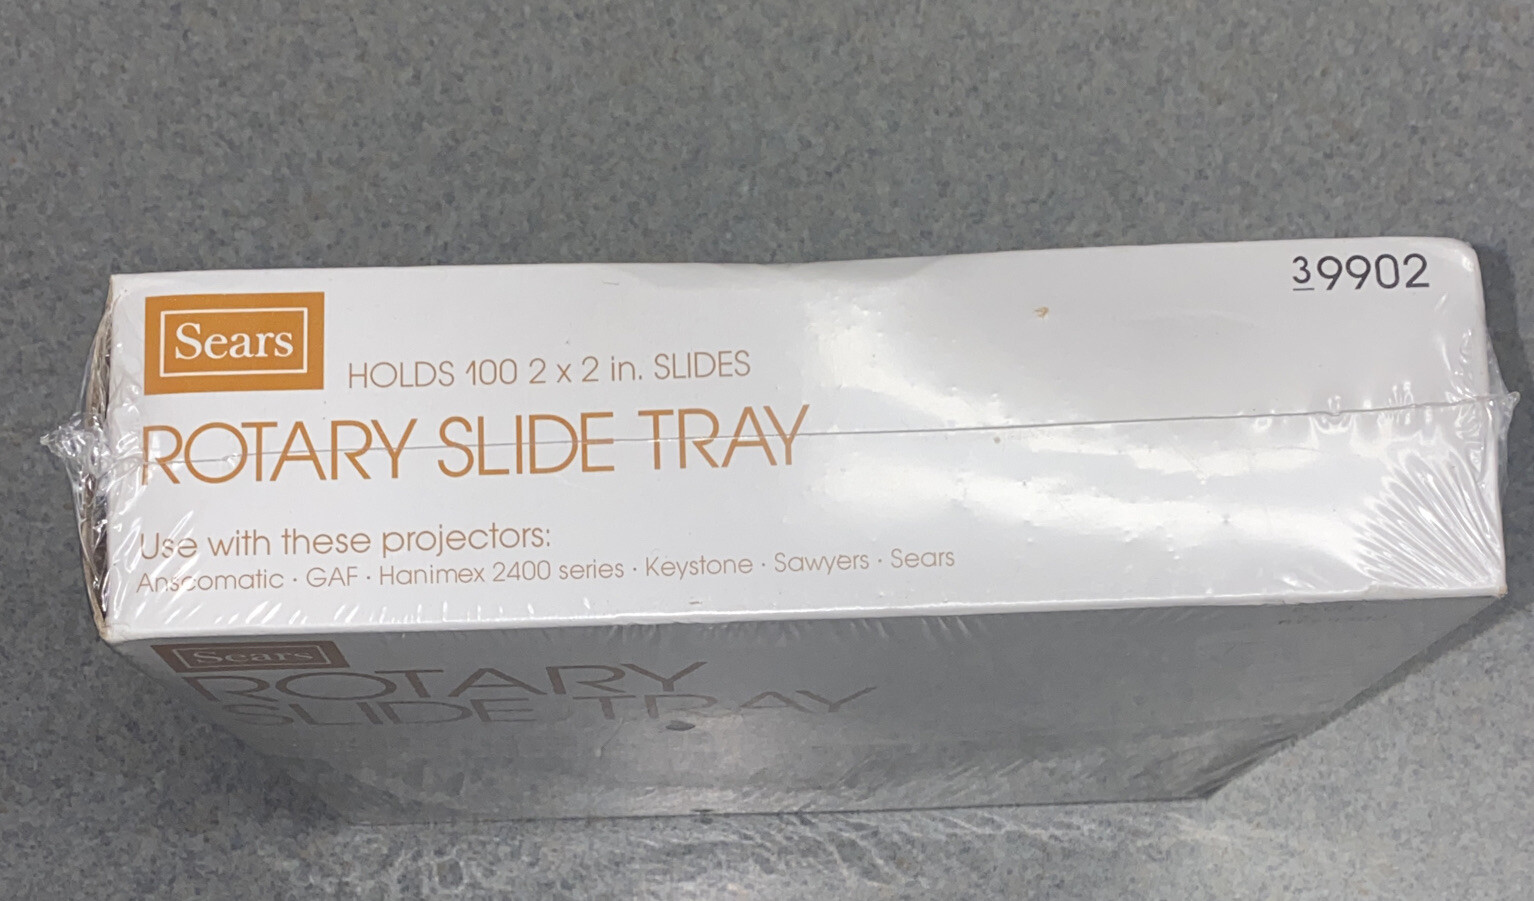 39902
Sears
HOLDS 100 2 x 2 in. SLIDES
ROTARY SLIDE TRAY
Use with these projectors:
Anscomatic · GAF · Hanimex 2400 series · Keystone · Sawyers · Sears
Sears
ROTARY
SLIDE TRAY